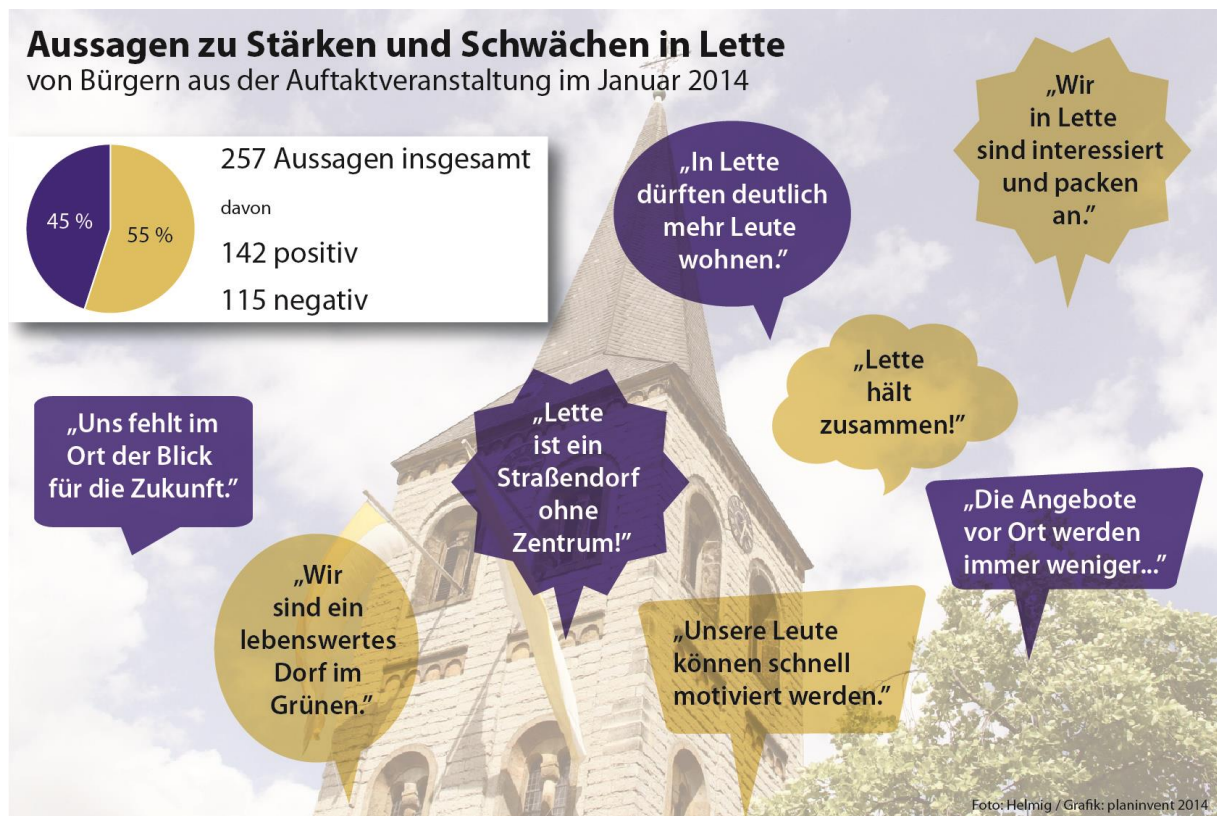 Aussagen zu Stärken und Schwächen in Lette
von Bürgern aus der Auftaktveranstaltung im Januar 2014
45 %
55 %
257 Aussagen insgesamt
davon
142 positiv
115 negativ
„Wir
in Lette
sind interessiert
und packen
an.”
„In Lette
dürften deutlich
mehr Leute
wohnen.”
„Lette
hält
zusammen!”
„Uns fehlt im
Ort der Blick
für die Zukunft.”
„Lette
ist ein
Straßendorf
ohne
Zentrum!”
„Die Angebote
vor Ort werden
immer weniger...”
„Wir
sind ein
lebenswertes
Dorf im
Grünen.”
„Unsere Leute
können schnell
motiviert werden.”
Foto: Helmig / Grafik: planinvent 2014